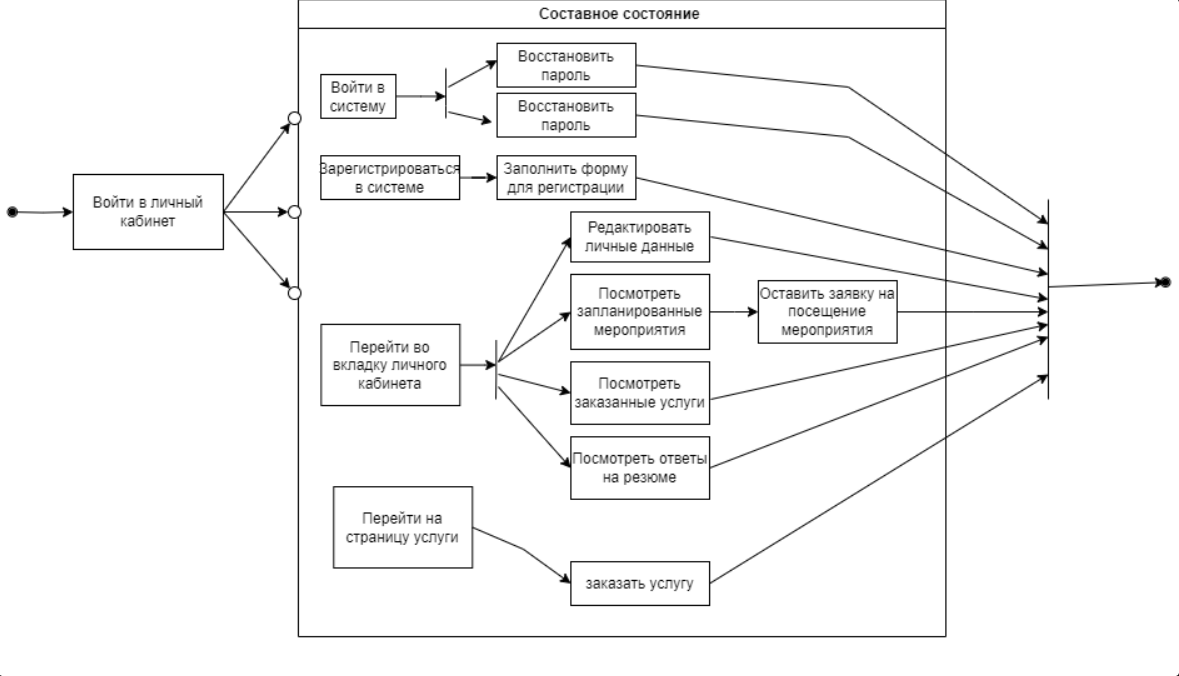 Составное состояние
Восстановить
пароль
Войти в
систему
Восстановить
пароль
Зарегистрироваться
в системе
Заполнить форму
для регистрации
Войти в личный
кабинет
Редактировать
личные данные
Посмотреть
запланированные
мероприятия
Оставить заявку на
посещение
мероприятия
Перейти во
вкладку личного
кабинета
Посмотреть
заказанные услуги
Посмотреть ответы
на резюме
Перейти на
страницу услуги
заказать услугу